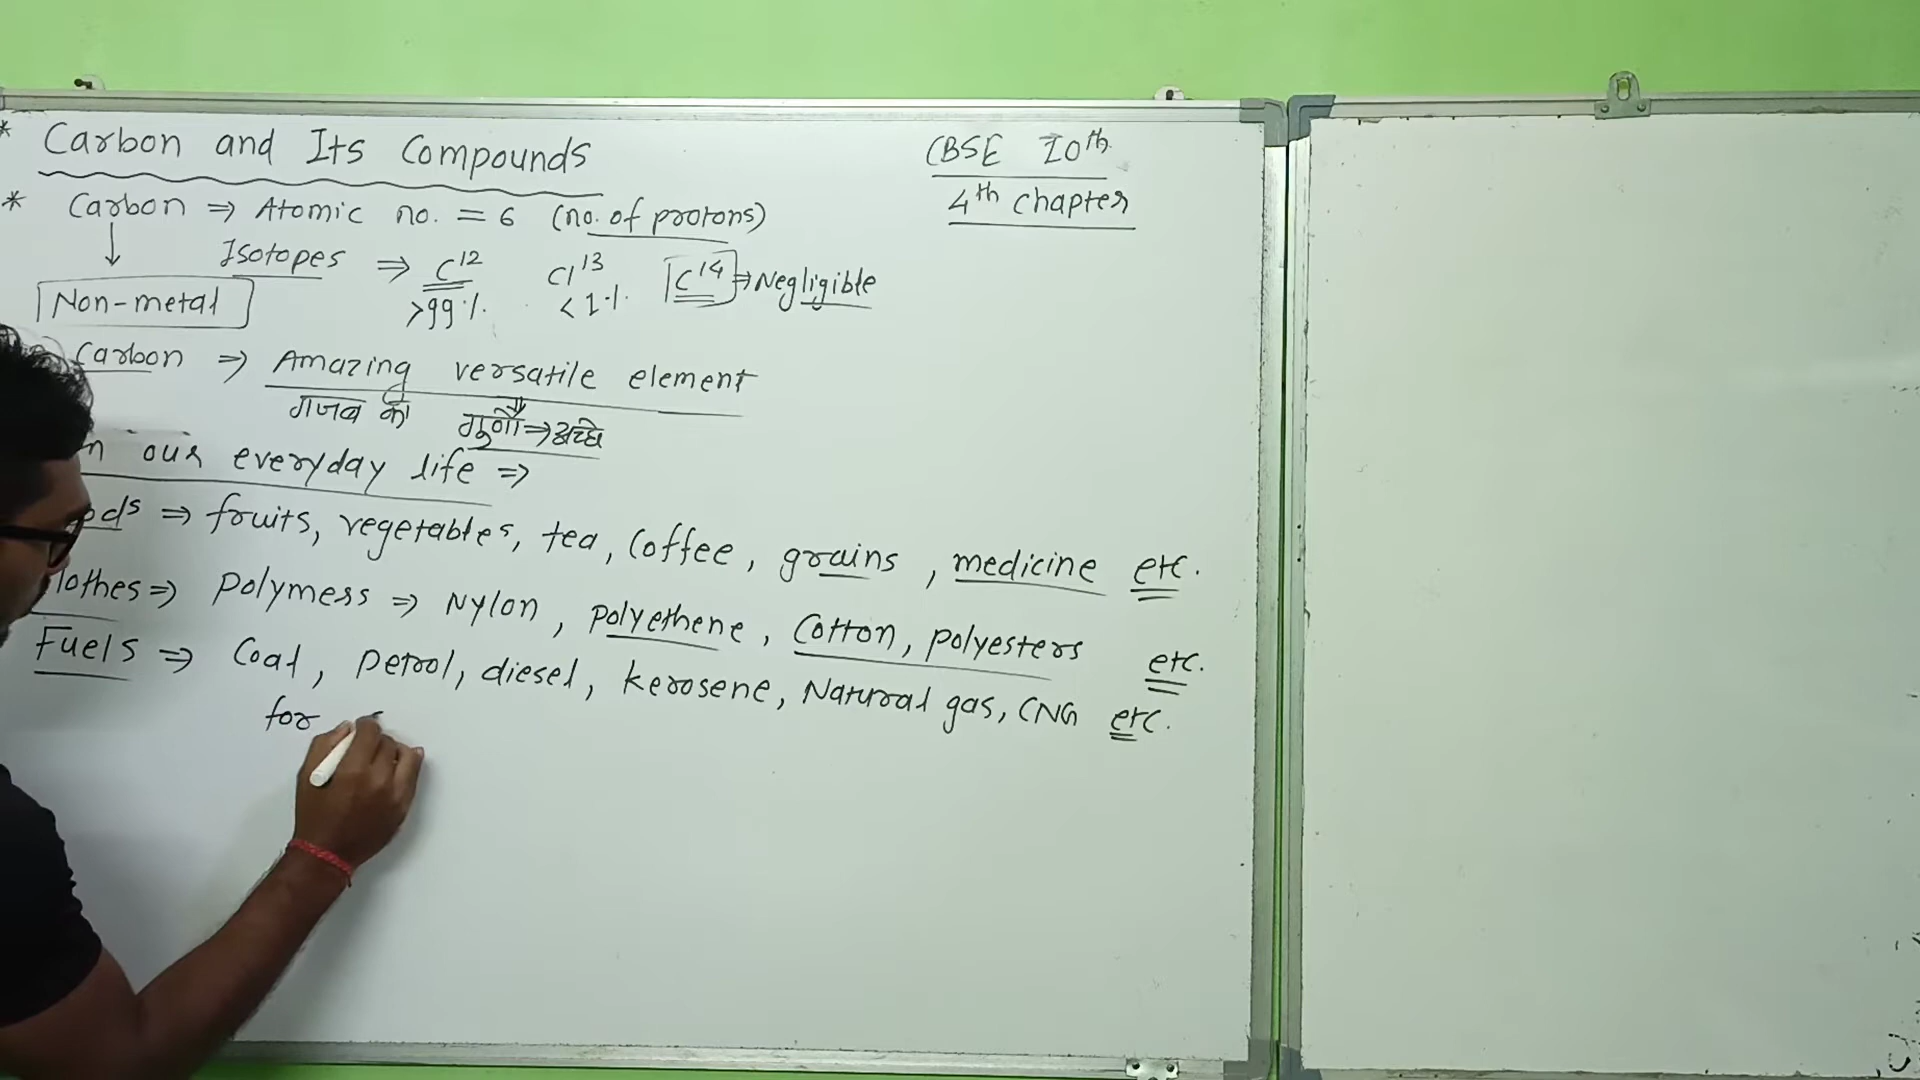 * Carbon and Its Compounds
CBSE 10th
4th chapter
* Carbon ⇒ Atomic no. = 6 (no. of protons)
↓ Isotopes ⇒ C¹² C¹³ C¹⁴ ⇒ Negligible
Non-metal >99% <1%
Carbon ⇒ Amazing versatile element
गजब का गुणों ⇒ अच्छे
our everyday life ⇒
⇒ fruits, vegetables, tea, Coffee, grains, medicine etc.
⇒ Polymess ⇒ Nylon, polyethene, Cotton, polyesters etc.
Fuels ⇒ Coal, petrol, diesel, kerosene, Natural gas, CNG etc.
for